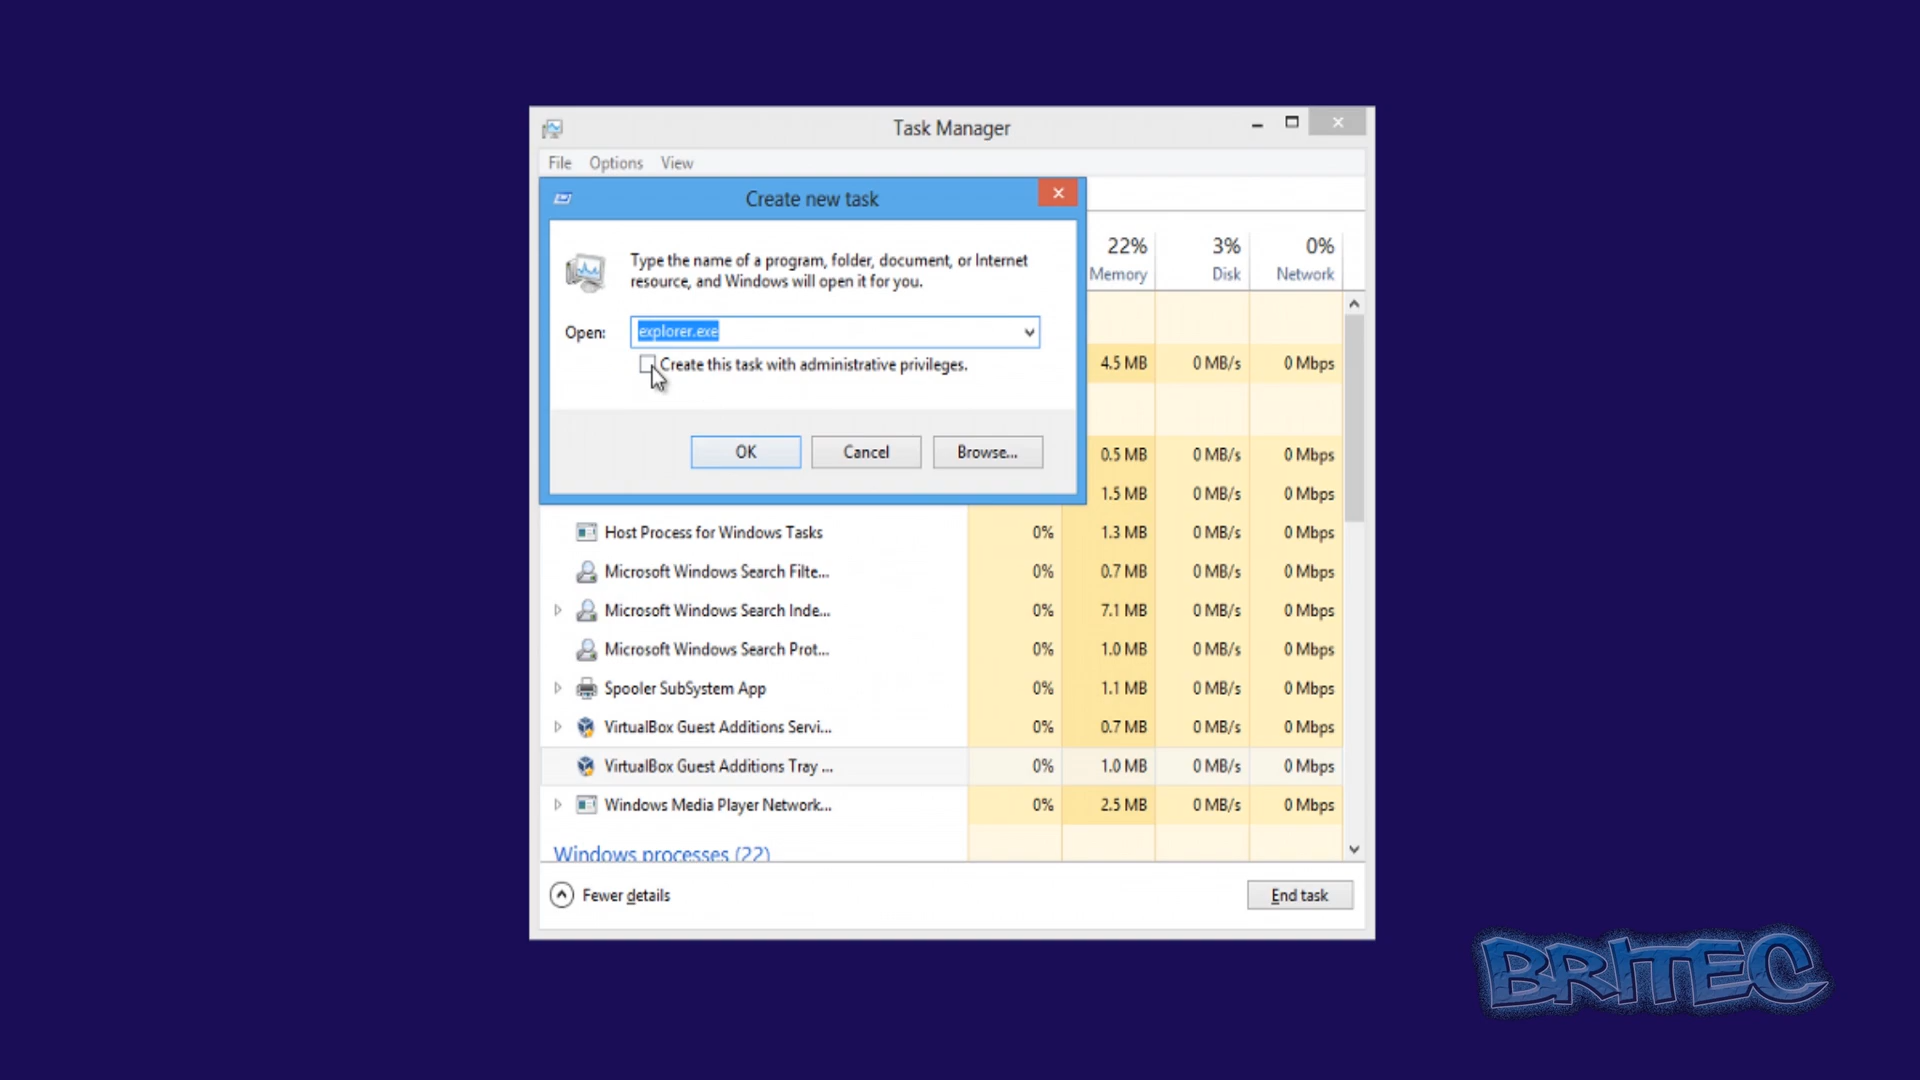 Task Manager
File Options View
Create new task
Type the name of a program, folder, document, or Internet
resource, and Windows will open it for you.
Open: explorer.exe
Create this task with administrative privileges.
OK Cancel Browse...
22% 3% 0%
Memory Disk Network
4.5 MB 0 MB/s 0 Mbps
0.5 MB 0 MB/s 0 Mbps
1.5 MB 0 MB/s 0 Mbps
Host Process for Windows Tasks 0% 1.3 MB 0 MB/s 0 Mbps
Microsoft Windows Search Filte... 0% 0.7 MB 0 MB/s 0 Mbps
Microsoft Windows Search Inde... 0% 7.1 MB 0 MB/s 0 Mbps
Microsoft Windows Search Prot... 0% 1.0 MB 0 MB/s 0 Mbps
Spooler SubSystem App 0% 1.1 MB 0 MB/s 0 Mbps
VirtualBox Guest Additions Servi... 0% 0.7 MB 0 MB/s 0 Mbps
VirtualBox Guest Additions Tray ... 0% 1.0 MB 0 MB/s 0 Mbps
Windows Media Player Network... 0% 2.5 MB 0 MB/s 0 Mbps
Windows processes (22)
Fewer details End task
BRITEC